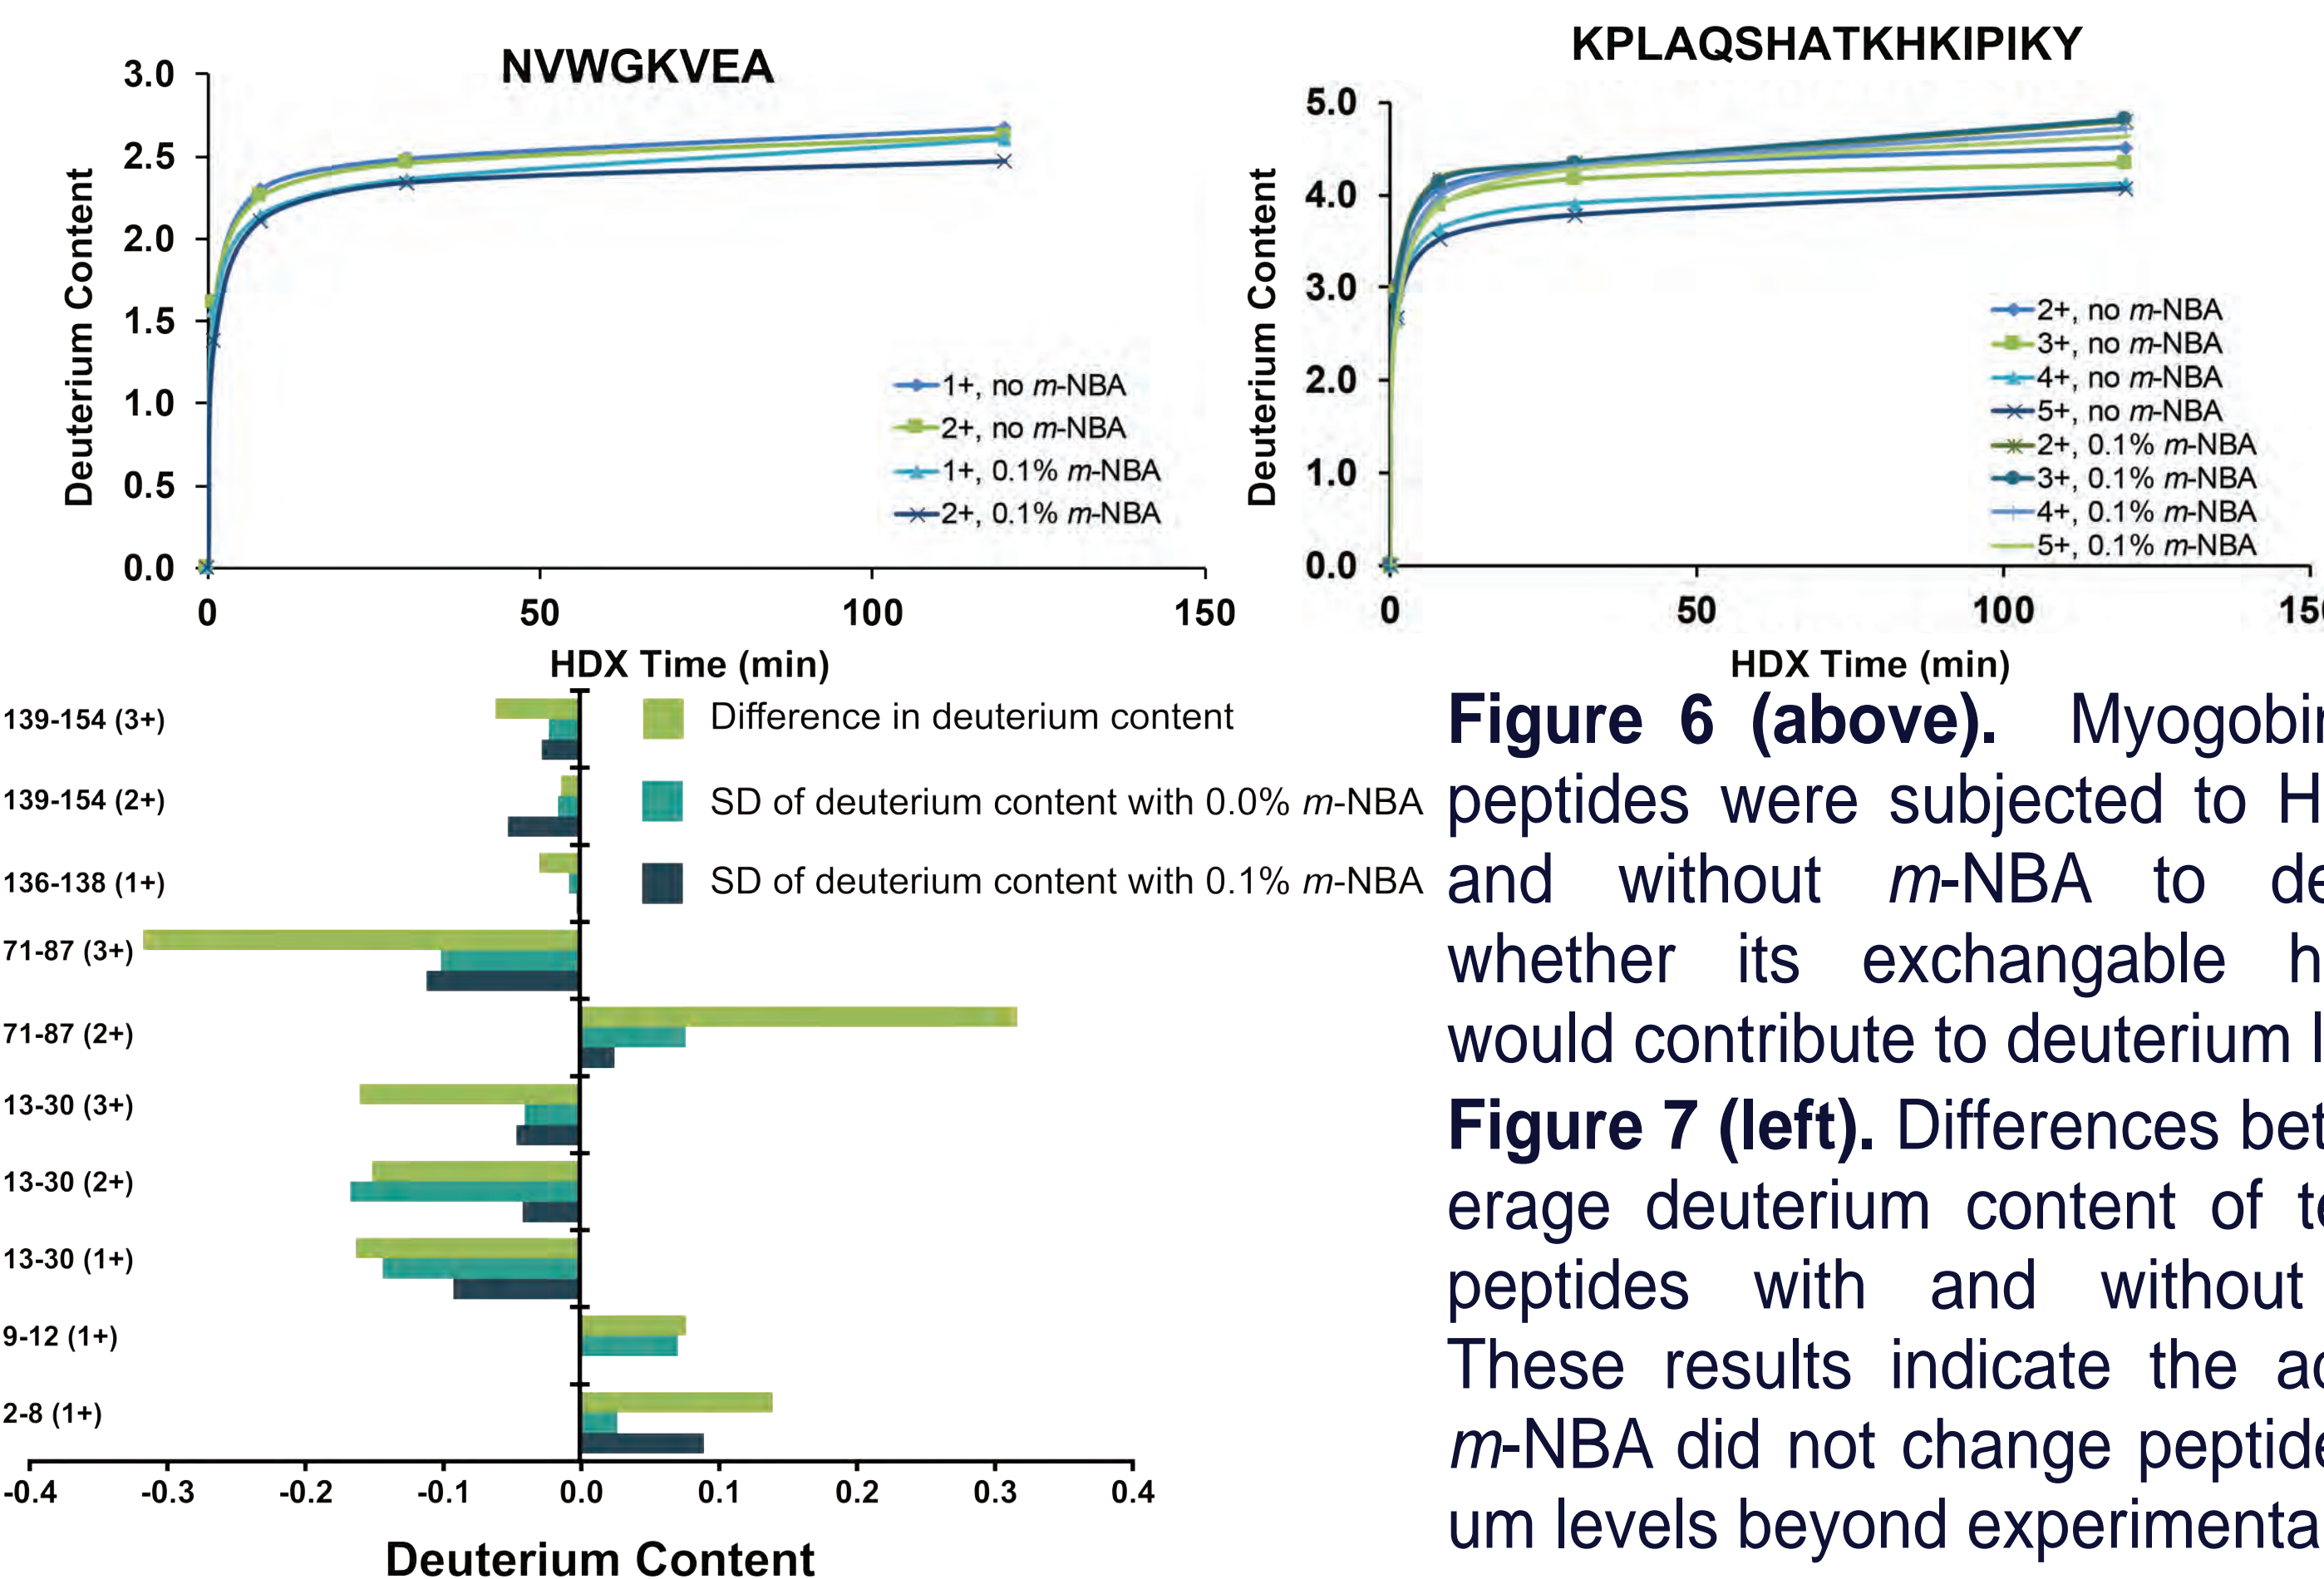 NVWGKVEA
3.0
2.5
2.0
1.5
1.0
0.5
0.0
Deuterium Content
0 50 100 150
HDX Time (min)
1+, no m-NBA
2+, no m-NBA
1+, 0.1% m-NBA
2+, 0.1% m-NBA
KPLAQSHATKHKIPIKY
5.0
4.0
3.0
2.0
1.0
0.0
Deuterium Content
0 50 100
HDX Time (min)
2+, no m-NBA
3+, no m-NBA
4+, no m-NBA
5+, no m-NBA
2+, 0.1% m-NBA
3+, 0.1% m-NBA
4+, 0.1% m-NBA
5+, 0.1% m-NBA
Difference in deuterium content
SD of deuterium content with 0.0% m-NBA
SD of deuterium content with 0.1% m-NBA
139-154 (3+)
139-154 (2+)
136-138 (1+)
71-87 (3+)
71-87 (2+)
13-30 (3+)
13-30 (2+)
13-30 (1+)
9-12 (1+)
2-8 (1+)
-0.4 -0.3 -0.2 -0.1 0.0 0.1 0.2 0.3 0.4
Deuterium Content
Figure 6 (above). Myogobin
peptides were subjected to H
and without m-NBA to de
whether its exchangable h
would contribute to deuterium
Figure 7 (left). Differences bet
erage deuterium content of te
peptides with and without
These results indicate the
m-NBA did not change peptide
um levels beyond experimenta